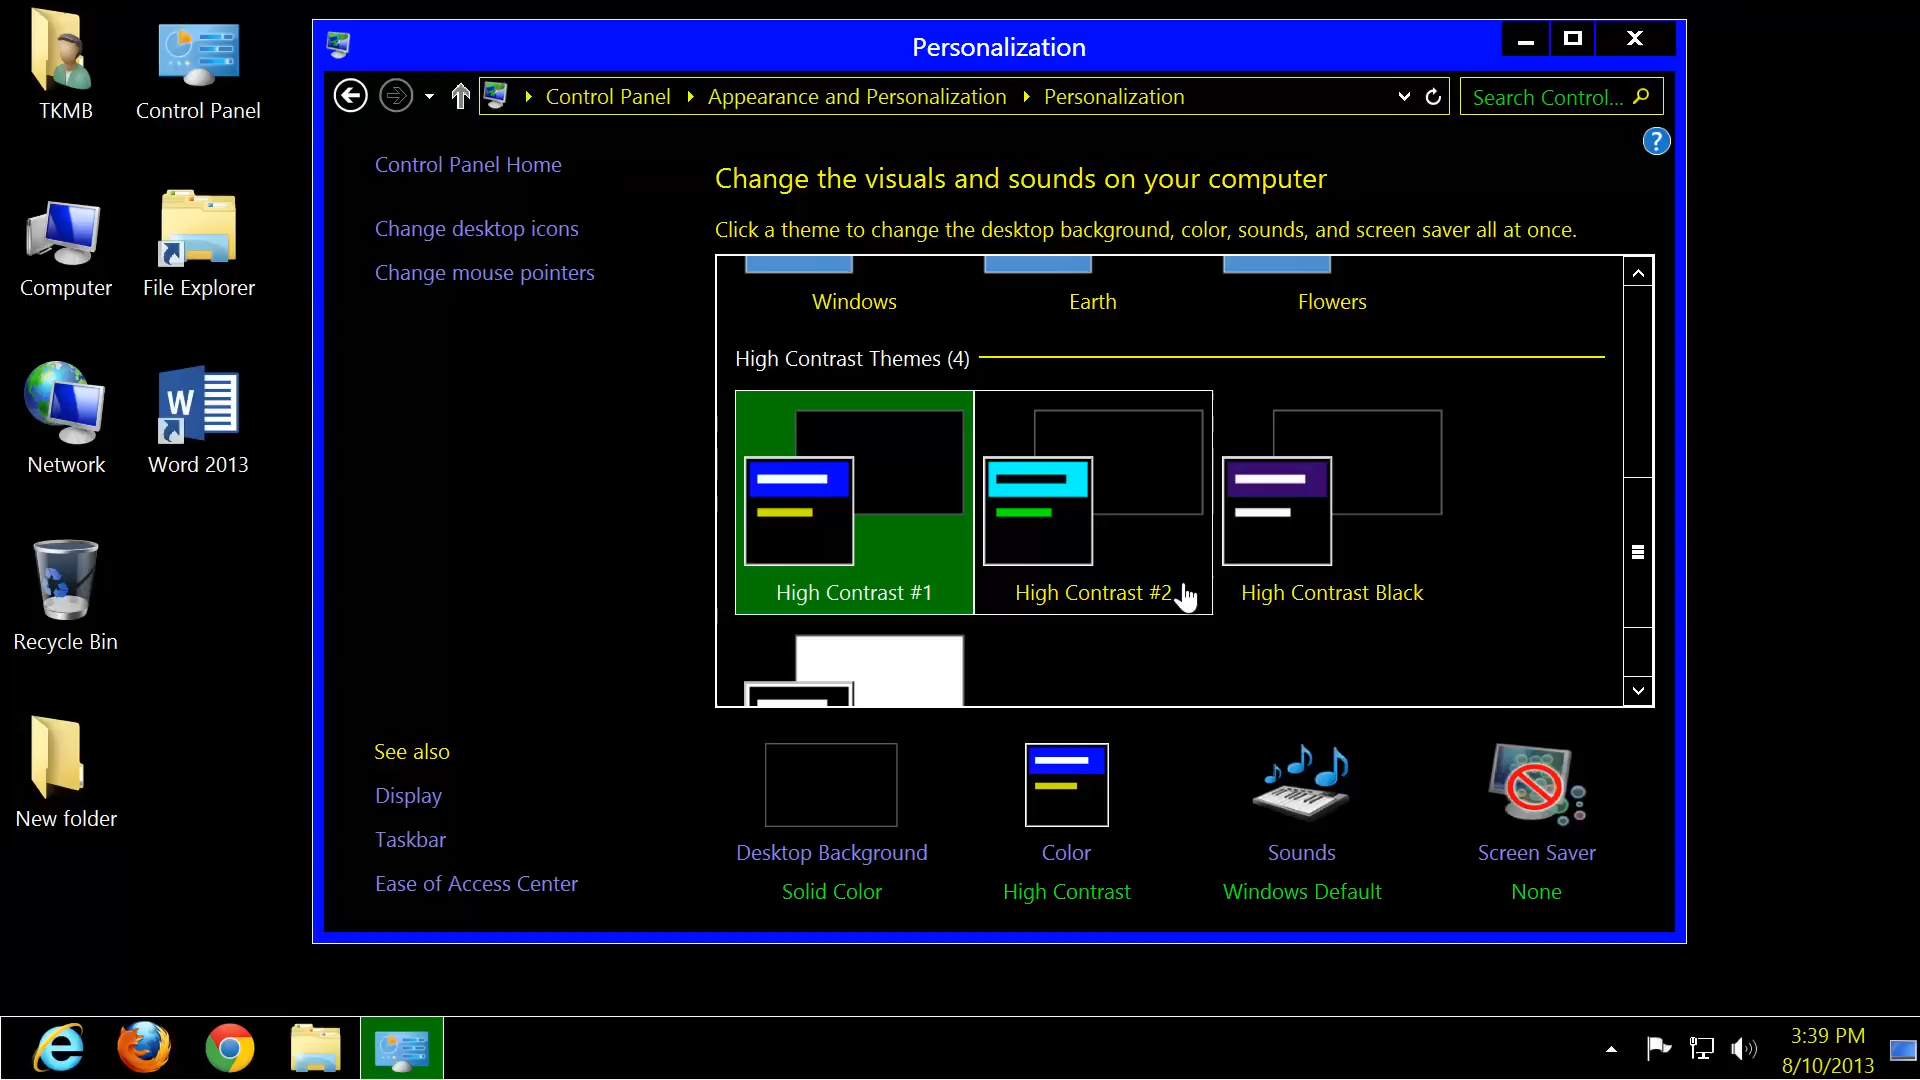 TKMB
Control Panel
Computer
File Explorer
Network
Word 2013
Recycle Bin
New folder
Personalization
Control Panel
Appearance and Personalization
Personalization
Search Control...
?
Control Panel Home
Change desktop icons
Change mouse pointers
Change the visuals and sounds on your computer
Click a theme to change the desktop background, color, sounds, and screen saver all at once.
Windows
Earth
Flowers
High Contrast Themes (4)
High Contrast #1
High Contrast #2
High Contrast Black
See also
Display
Taskbar
Ease of Access Center
Desktop Background
Solid Color
Color
High Contrast
Sounds
Windows Default
Screen Saver
None
3:39 PM
8/10/2013